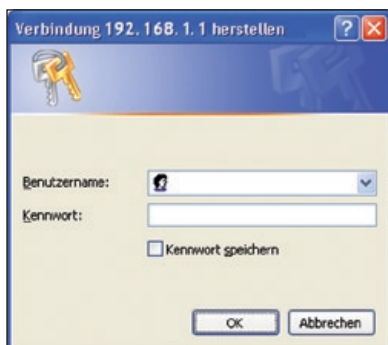 Verbindung 192.168.1.1 herstellen
Benutzername:
Kennwort:
Kennwort speichern
OK Abbrechen